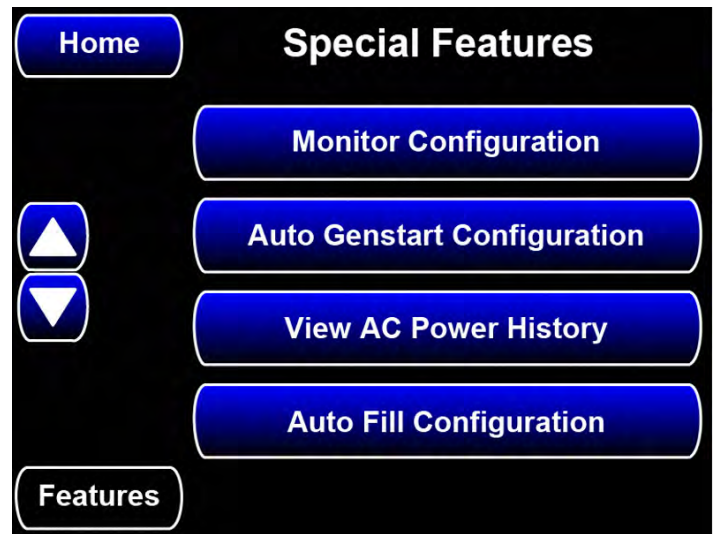 Home
Special Features
Monitor Configuration
Auto Genstart Configuration
View AC Power History
Auto Fill Configuration
Features